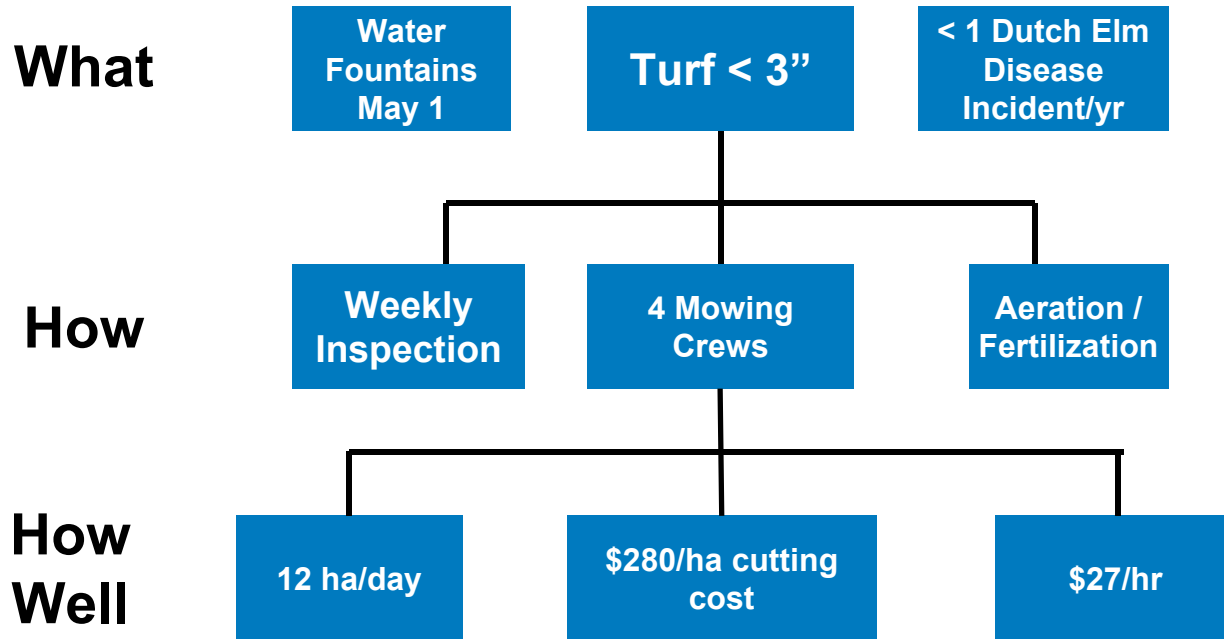 What
Water
Fountains
May 1
Turf < 3”
< 1 Dutch Elm
Disease
Incident/yr
How
Weekly
Inspection
4 Mowing
Crews
Aeration /
Fertilization
How
Well
12 ha/day
$280/ha cutting
cost
$27/hr